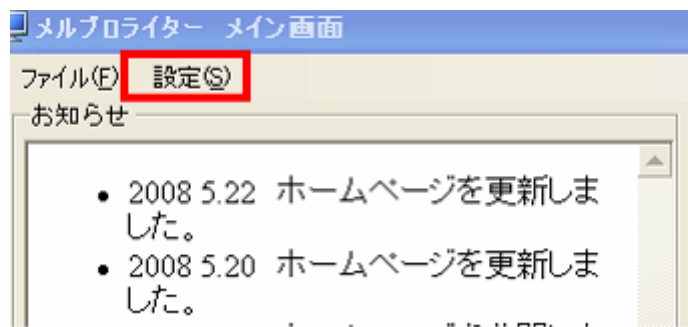 メルブロライター メイン画面
ファイル(F) 設定(S)
お知らせ
• 2008 5.22 ホームページを更新しま
した。
• 2008 5.20 ホームページを更新しま
した。